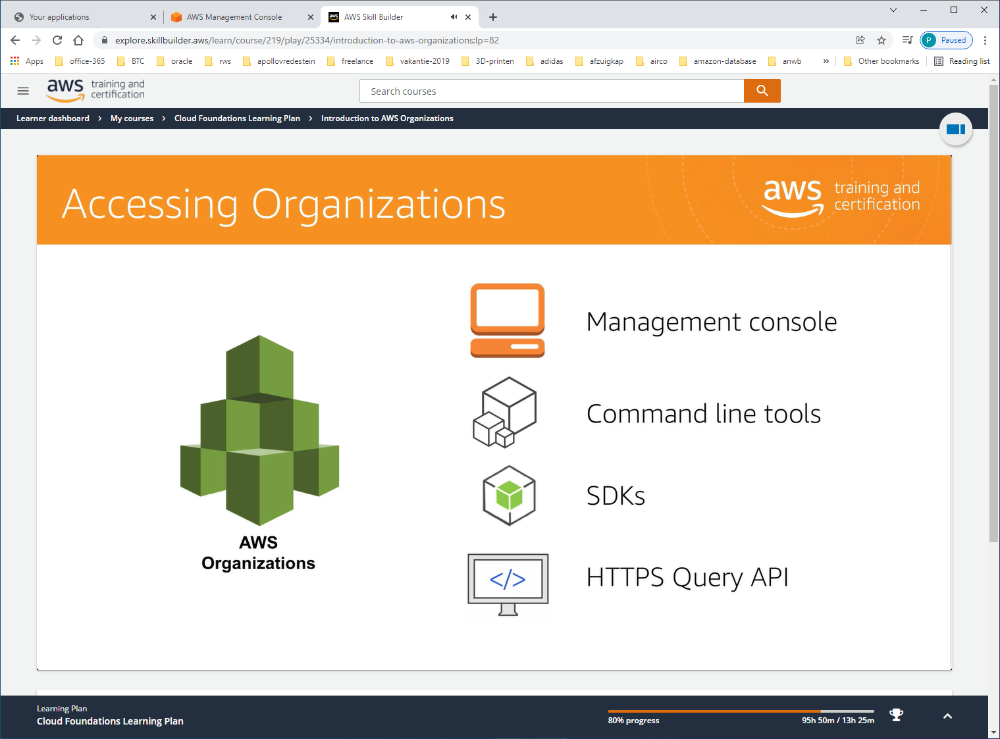 Your applications
AWS Management Console
aws
AWS Skill Builder
explore.skillbuilder.aws/learn/course/219/play/25334/introduction-to-aws-organizations;lp=82
P Paused
Apps office-365 BTC oracle rws apollovredestein freelance vakantie-2019 3D-printen adidas afzuigkap airco amazon-database anwb » Other bookmarks Reading list
aws training and
certification
Search courses
Learner dashboard > My courses > Cloud Foundations Learning Plan > Introduction to AWS Organizations
Accessing Organizations
aws training and
certification
Management console
Command line tools
SDKs
</>
HTTPS Query API
AWS
Organizations
Learning Plan
Cloud Foundations Learning Plan
80% progress
95h 50m / 13h 25m